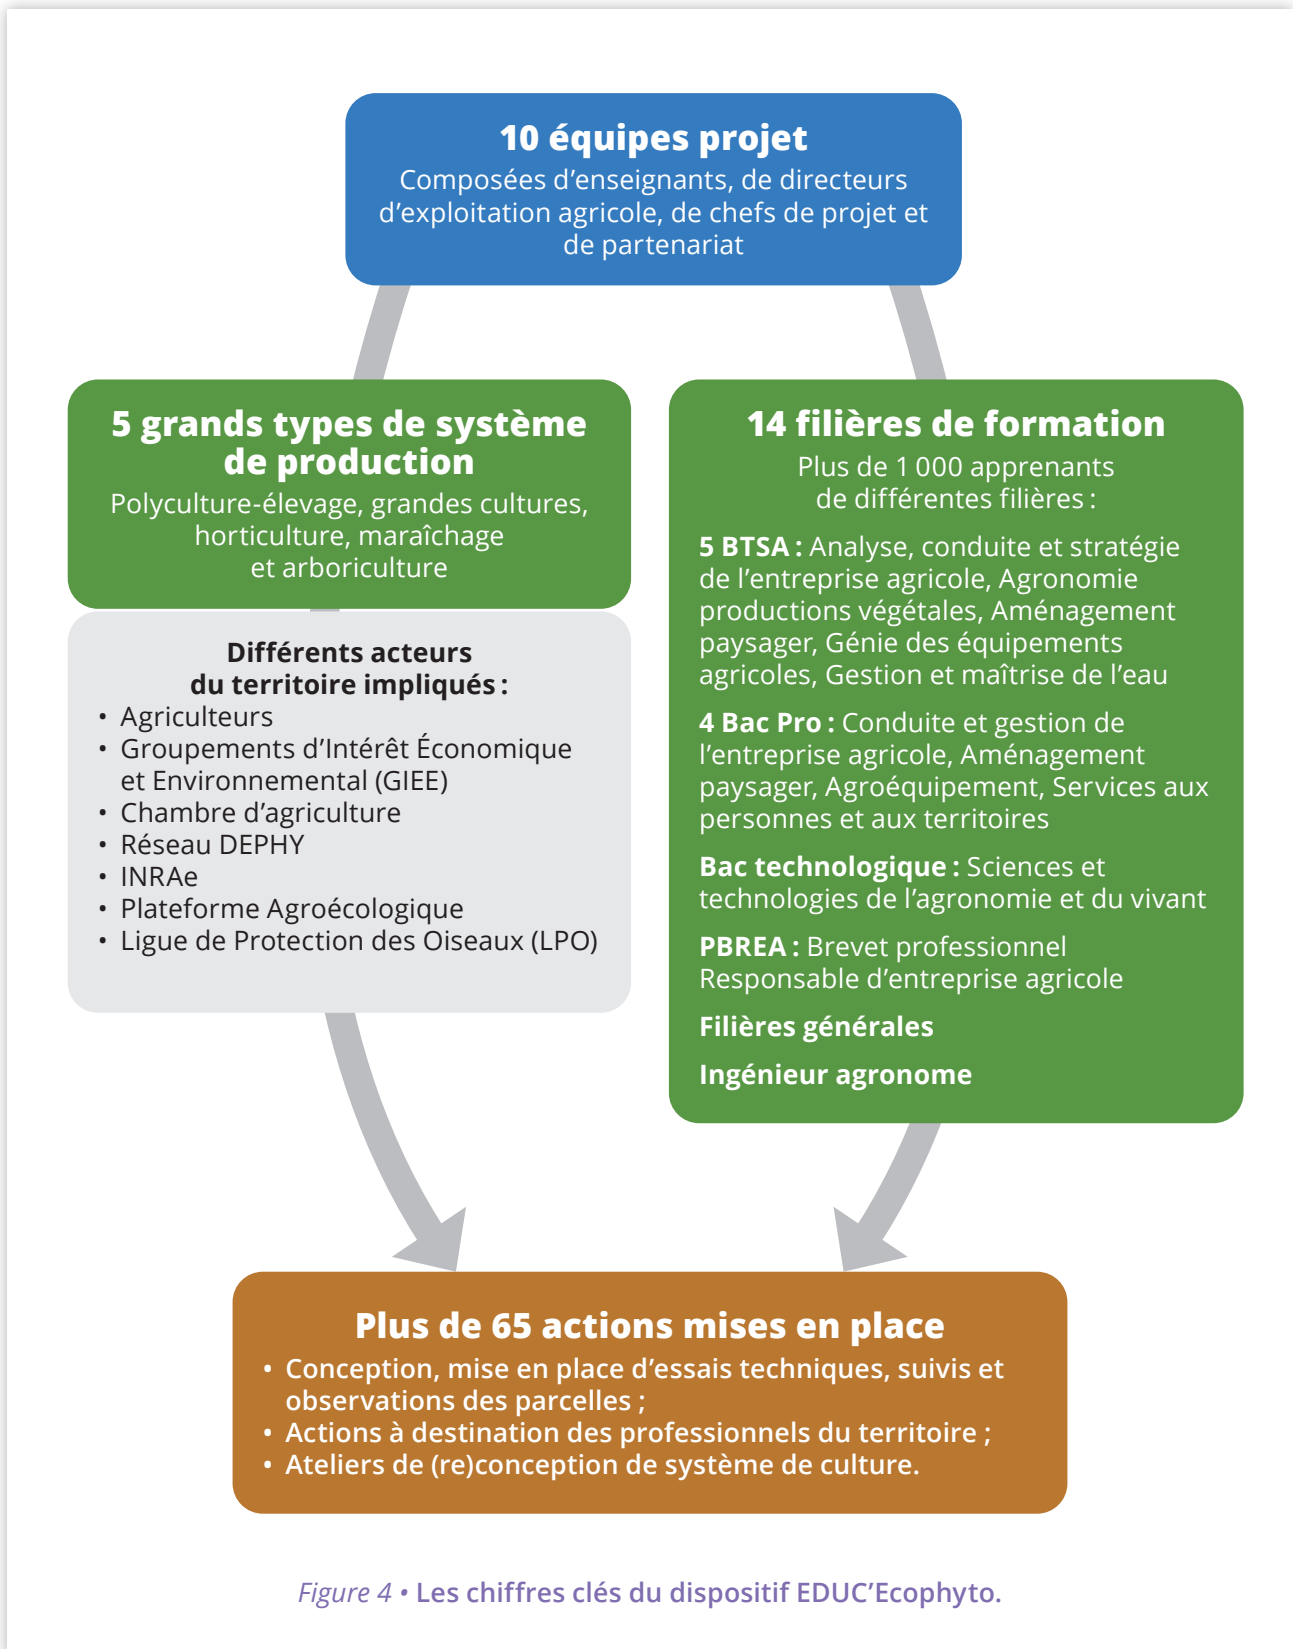 10 équipes projet
Composées d’enseignants, de directeurs
d’exploitation agricole, de chefs de projet et
de partenariat
5 grands types de système
de production
Polyculture-élevage, grandes cultures,
horticulture, maraîchage
et arboriculture
Différents acteurs
du territoire impliqués :
• Agriculteurs
• Groupements d’Intérêt Économique
et Environnemental (GIEE)
• Chambre d’agriculture
• Réseau DEPHY
• INRAe
• Plateforme Agroécologique
• Ligue de Protection des Oiseaux (LPO)
14 filières de formation
Plus de 1 000 apprenants
de différentes filières :
5 BTSA : Analyse, conduite et stratégie
de l’entreprise agricole, Agronomie
productions végétales, Aménagement
paysager, Génie des équipements
agricoles, Gestion et maîtrise de l’eau
4 Bac Pro : Conduite et gestion de
l’entreprise agricole, Aménagement
paysager, Agroéquipement, Services aux
personnes et aux territoires
Bac technologique : Sciences et
technologies de l’agronomie et du vivant
PBREA : Brevet professionnel
Responsable d’entreprise agricole
Filières générales
Ingénieur agronome
Plus de 65 actions mises en place
• Conception, mise en place d’essais techniques, suivis et
observations des parcelles ;
• Actions à destination des professionnels du territoire ;
• Ateliers de (re)conception de système de culture.
Figure 4 • Les chiffres clés du dispositif EDUC’Ecophyto.